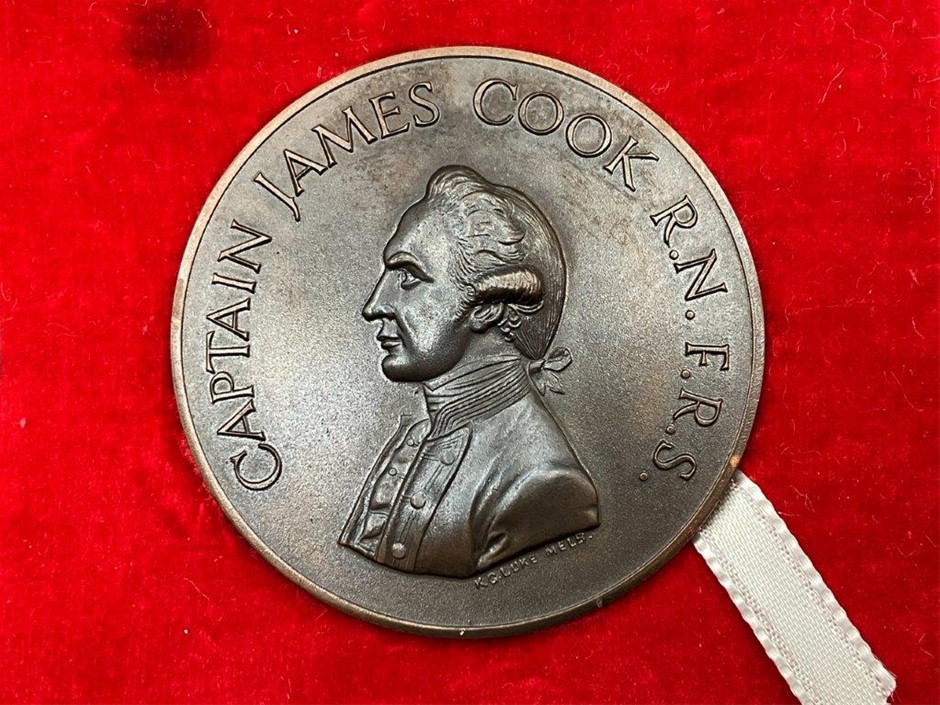 CAPTAIN JAMES COOK R.N. F.R.S.
K.G.LUKE MELB.